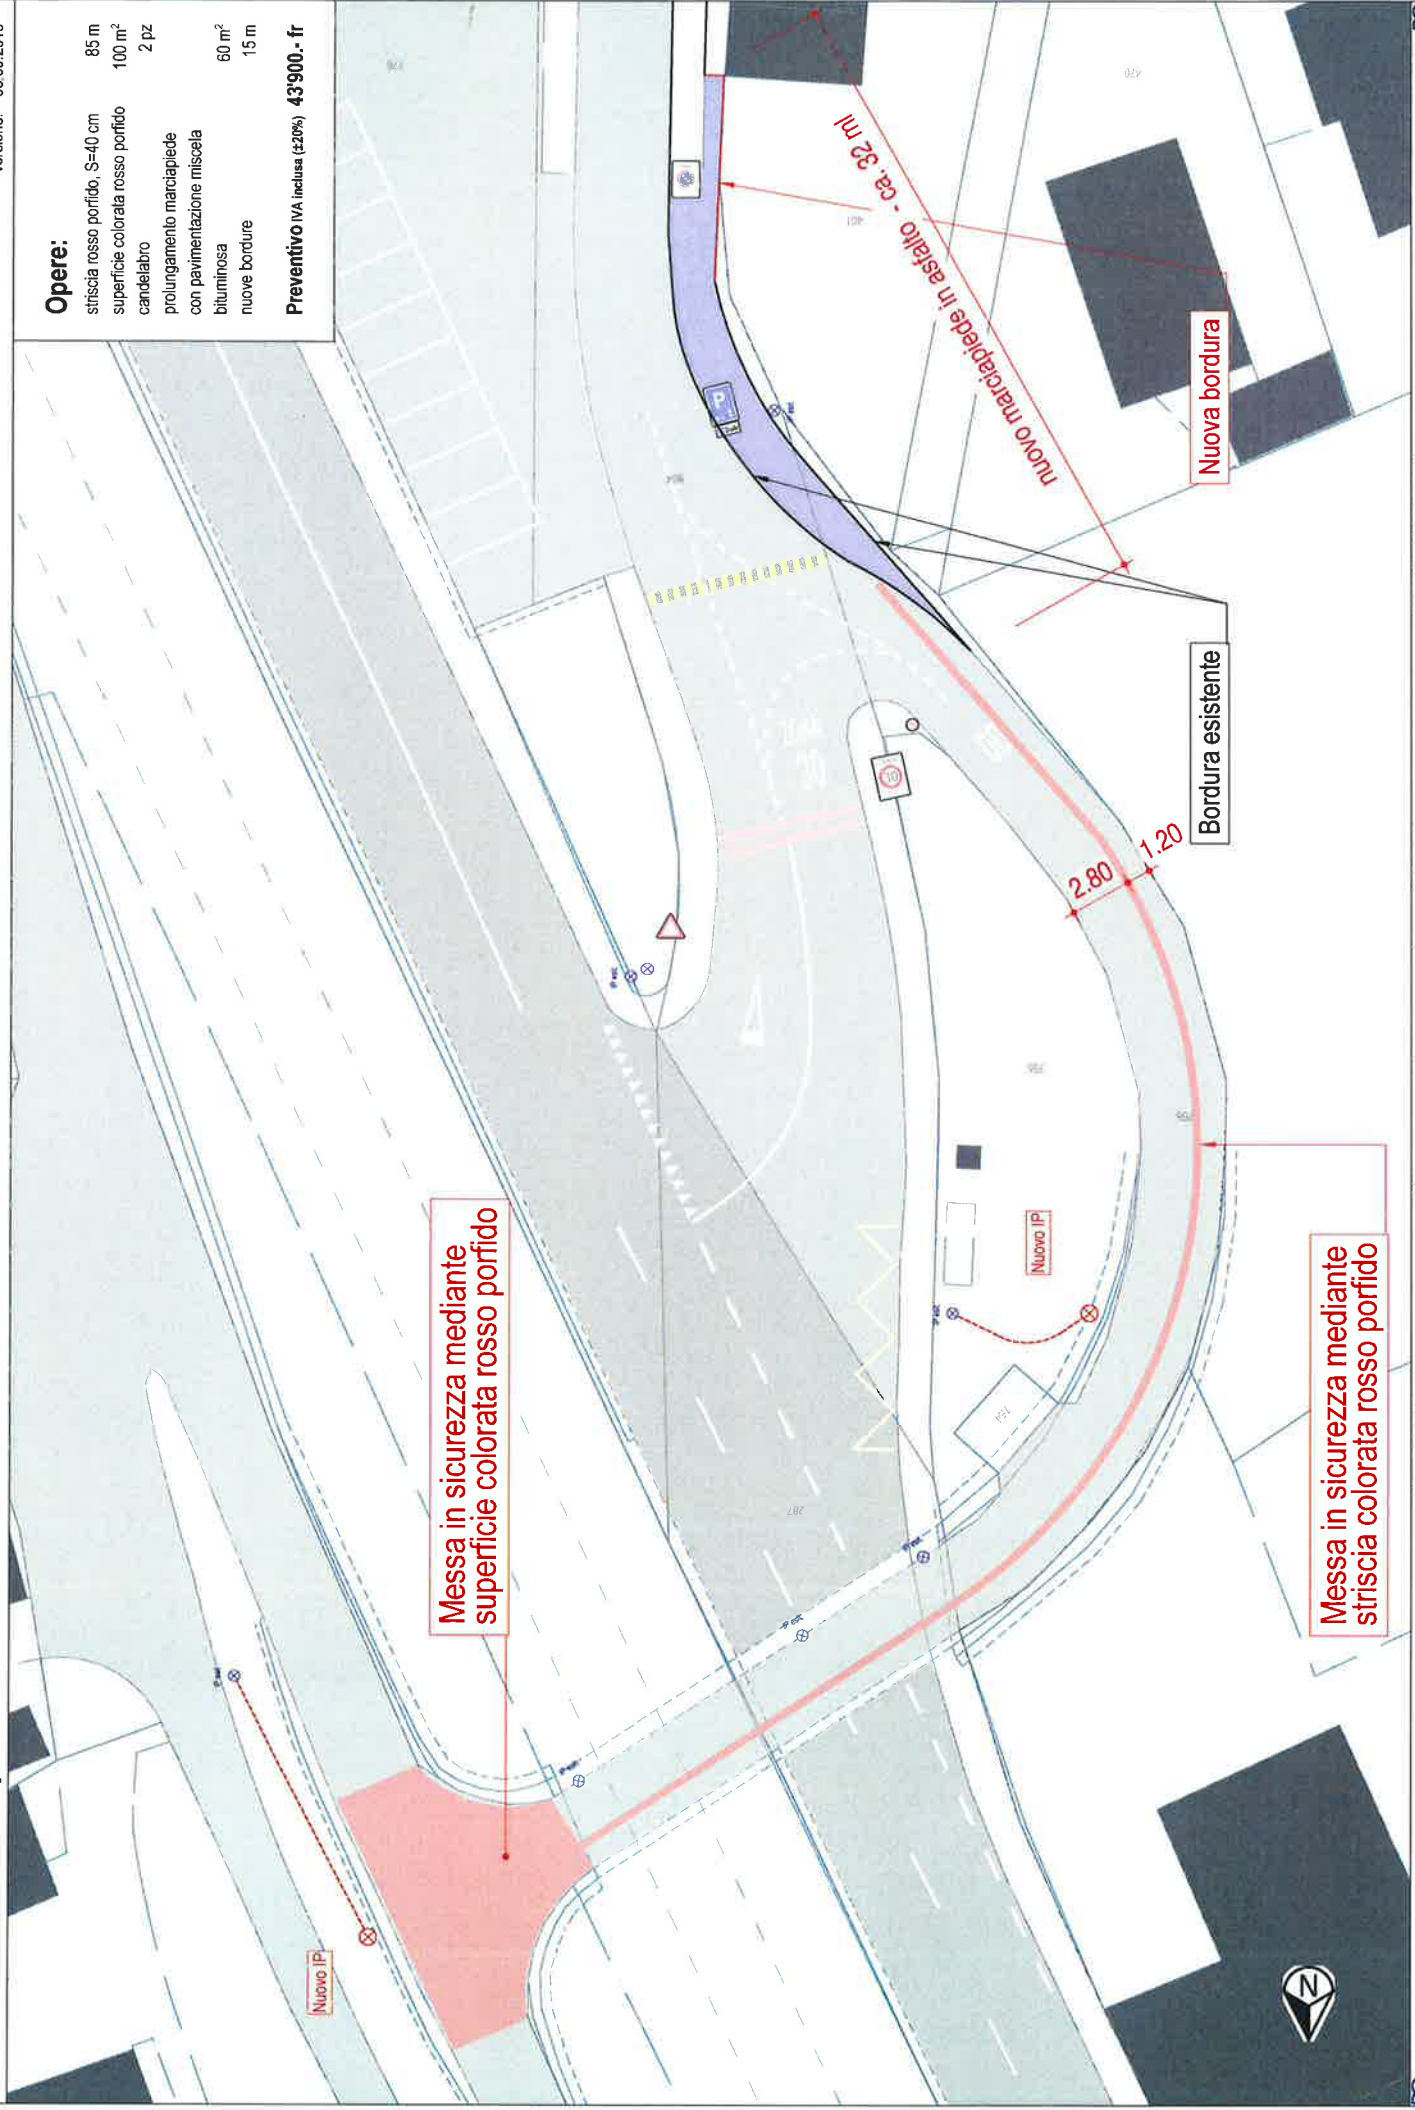 Opere:
striscia rosso porfido, S=40 cm 85 m
superficie colorata rosso porfido 100 m²
candelabro 2 pz
prolungamento marciapiede
con pavimentazione miscela
bituminosa 60 m²
nuove bordure 15 m
Preventivo IVA inclusa (±20%) 43'900.- fr
nuovo marciapiede in asfalto - ca. 32 ml
Nuova bordura
Bordura esistente
2.80
1.20
Messa in sicurezza mediante
superficie colorata rosso porfido
Messa in sicurezza mediante
striscia colorata rosso porfido
Nuovo IP
Nuovo IP
287
P
N